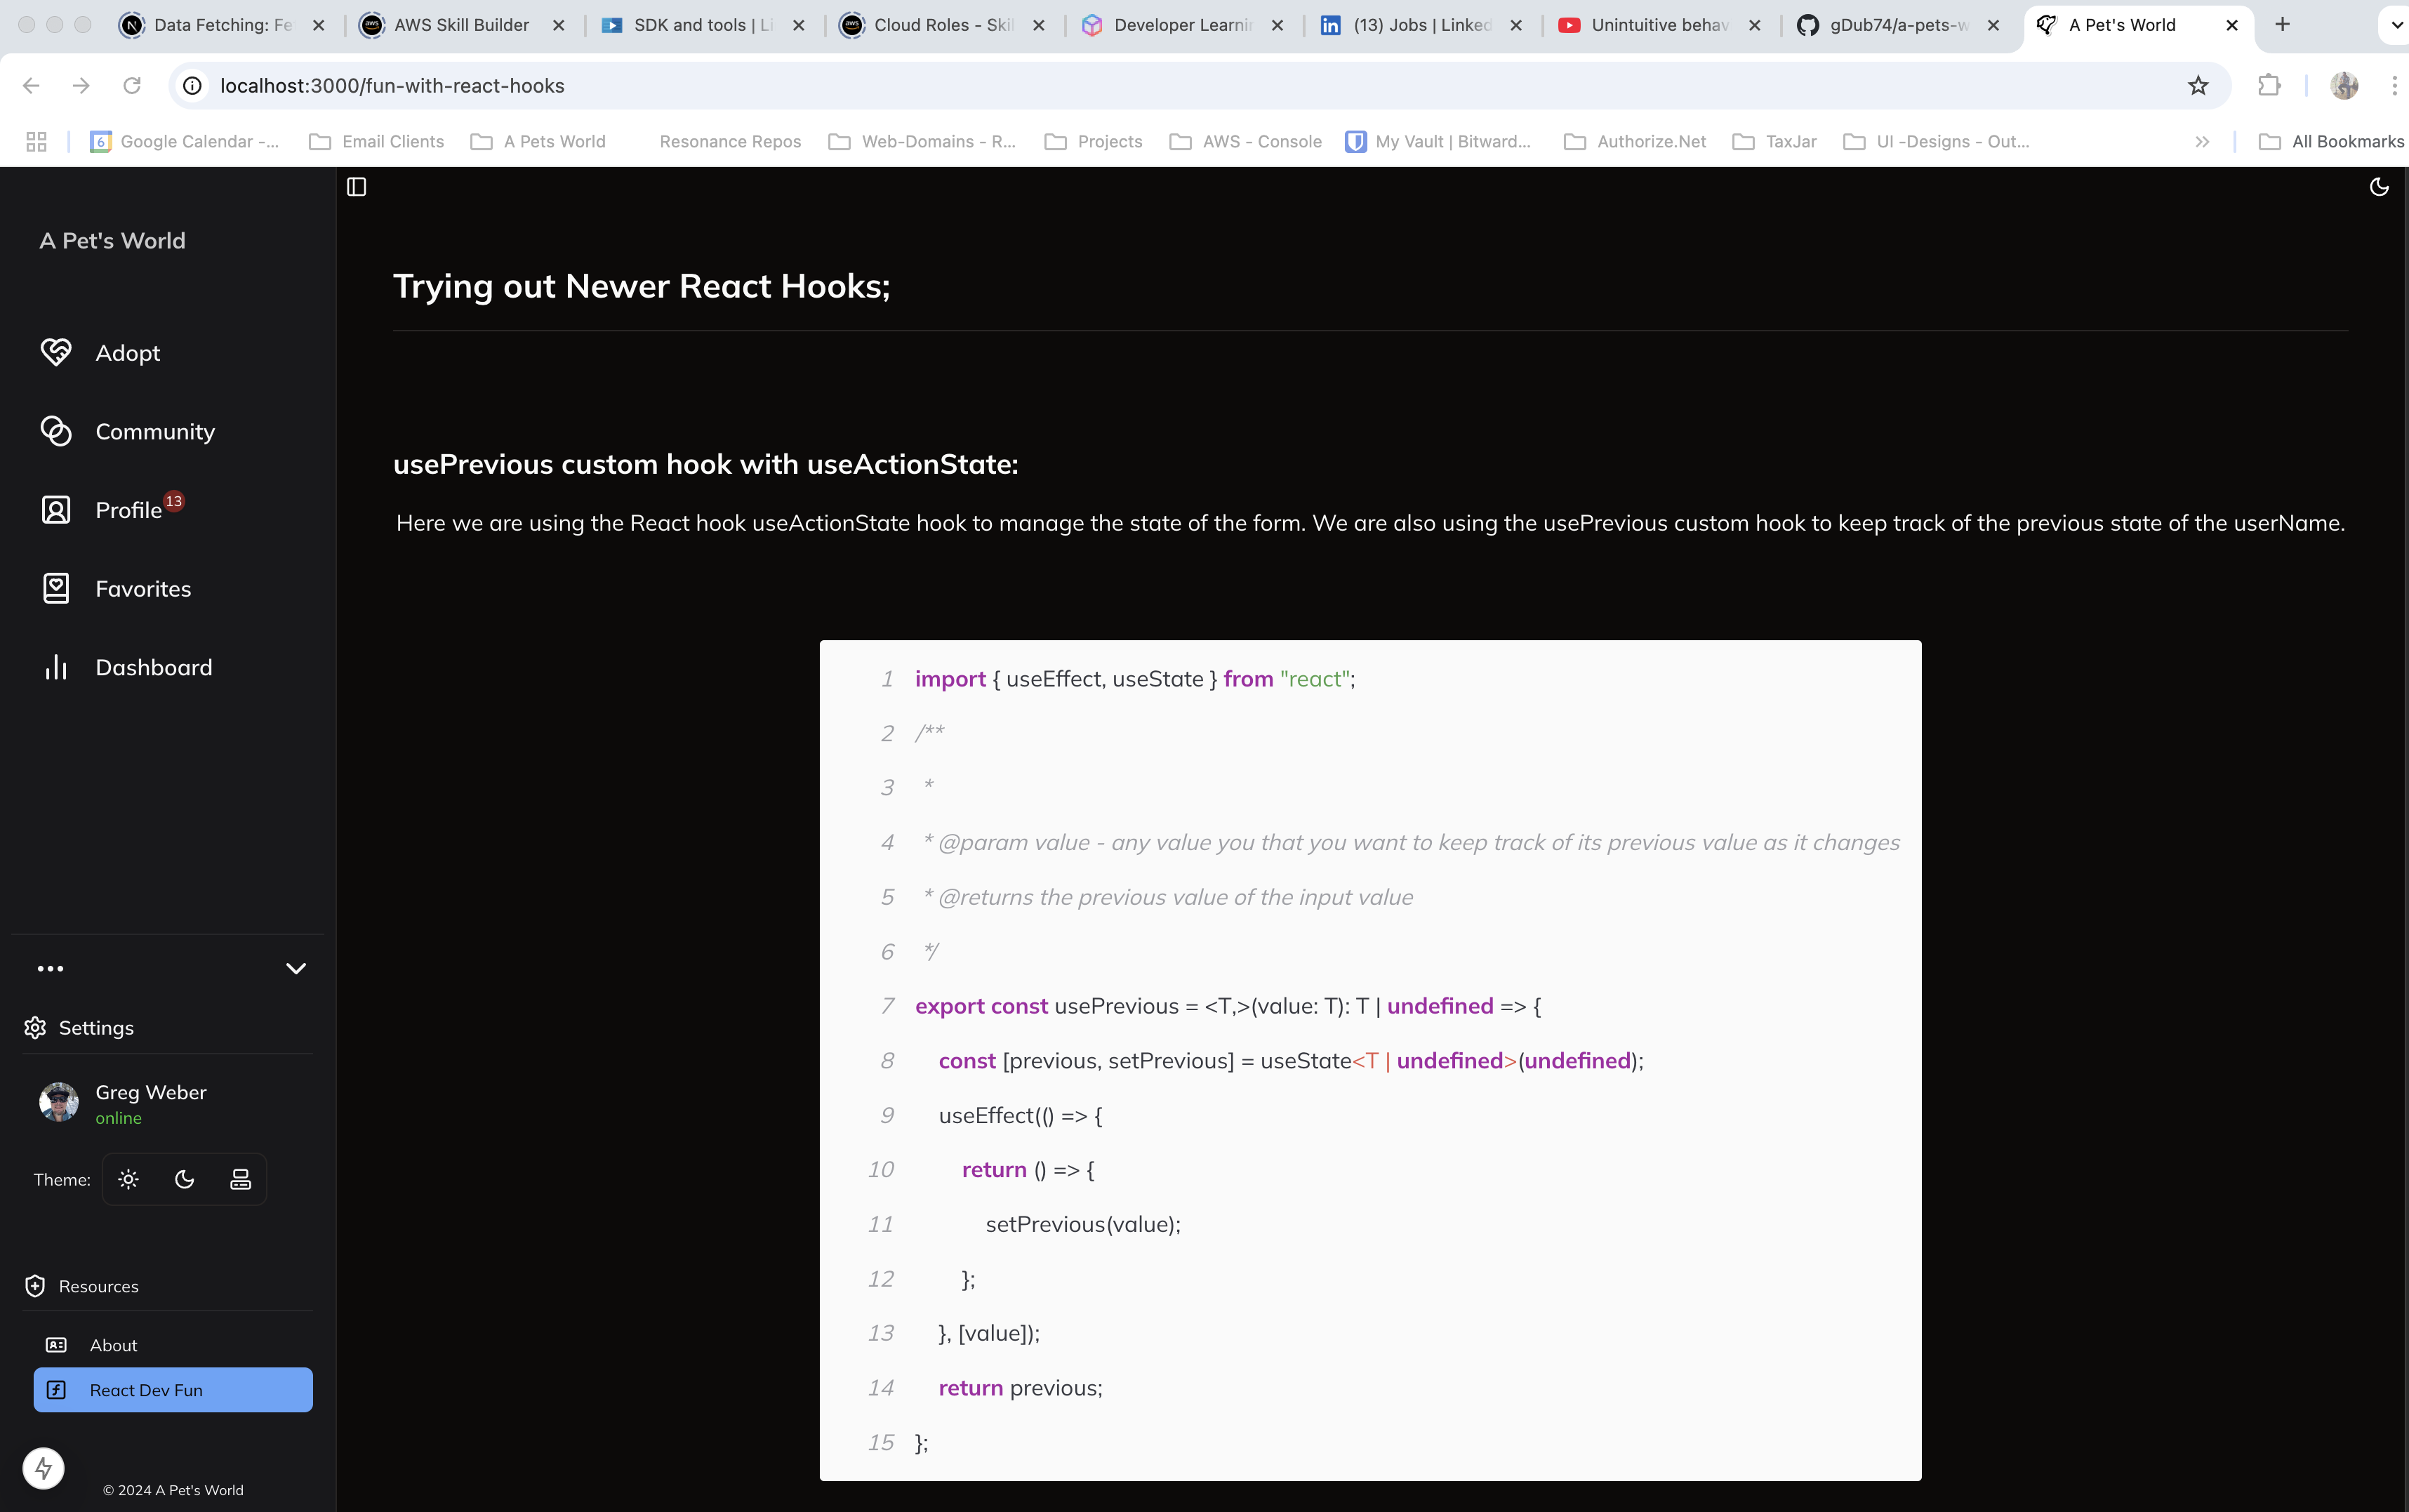 Data Fetching: Fe
AWS Skill Builder
SDK and tools | Li
Cloud Roles - Skil
Developer Learnin
(13) Jobs | Linked
Unintuitive behav
gDub74/a-pets-w
A Pet's World
localhost:3000/fun-with-react-hooks
Google Calendar -...
Email Clients
A Pets World
Resonance Repos
Web-Domains - R...
Projects
AWS - Console
My Vault | Bitward...
Authorize.Net
TaxJar
UI -Designs - Out...
All Bookmarks
A Pet's World
Adopt
Community
Profile 13
Favorites
Dashboard
Settings
Greg Weber
online
Theme:
Resources
About
React Dev Fun
© 2024 A Pet's World
Trying out Newer React Hooks;
usePrevious custom hook with useActionState:
Here we are using the React hook useActionState hook to manage the state of the form. We are also using the usePrevious custom hook to keep track of the previous state of the userName.
1 import { useEffect, useState } from "react";
2 /**
3 *
4 * @param value - any value you that you want to keep track of its previous value as it changes
5 * @returns the previous value of the input value
6 */
7 export const usePrevious = <T,>(value: T): T | undefined => {
8 const [previous, setPrevious] = useState<T | undefined>(undefined);
9 useEffect(() => {
10 return () => {
11 setPrevious(value);
12 };
13 }, [value]);
14 return previous;
15 };